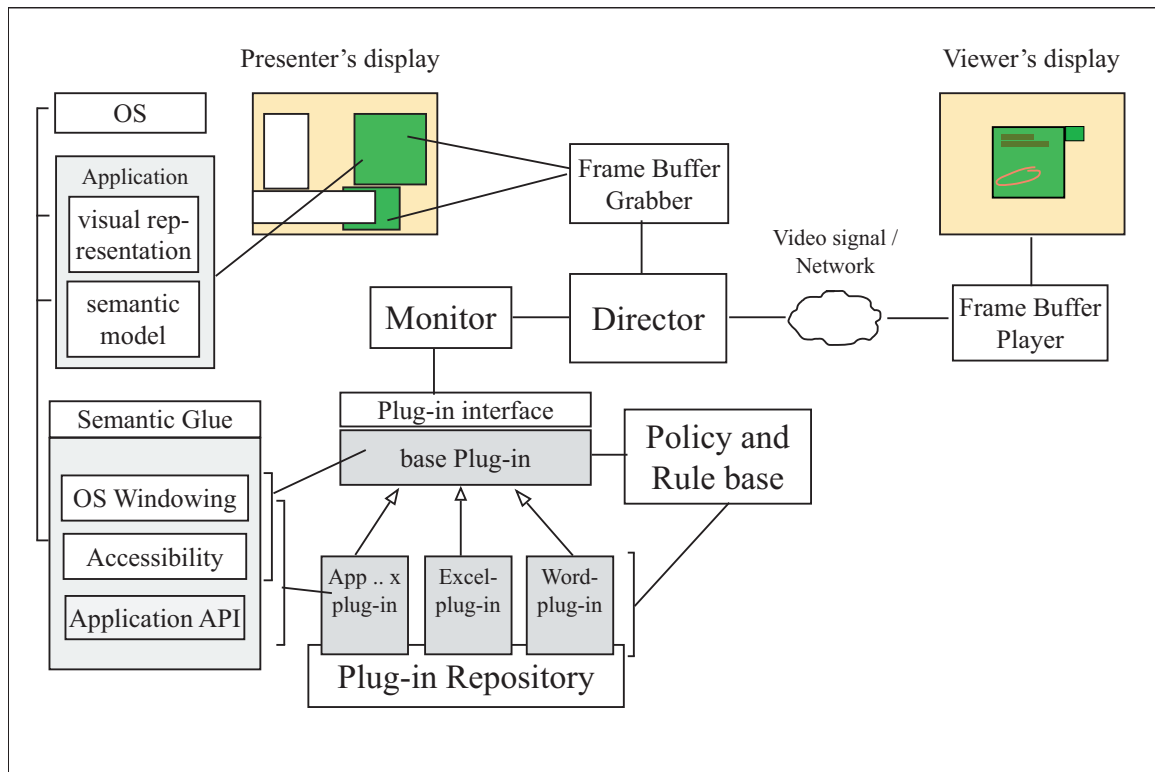 Presenter's display
Viewer's display
OS
Application
visual rep-
resentation
semantic
model
Frame Buffer
Grabber
Video signal /
Network
Monitor
Director
Frame Buffer
Player
Semantic Glue
OS Windowing
Accessibility
Application API
Plug-in interface
base Plug-in
Policy and
Rule base
App .. x
plug-in
Excel-
plug-in
Word-
plug-in
Plug-in Repository